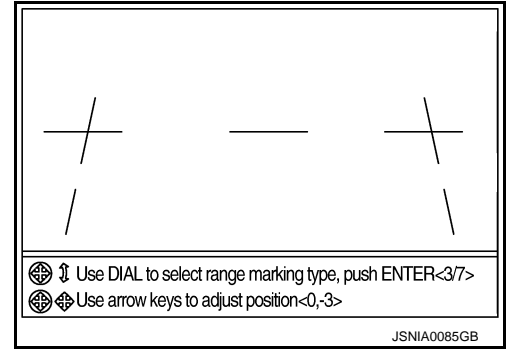 Use DIAL to select range marking type, push ENTER<3/7>
Use arrow keys to adjust position<0,-3>
JSNIA0085GB